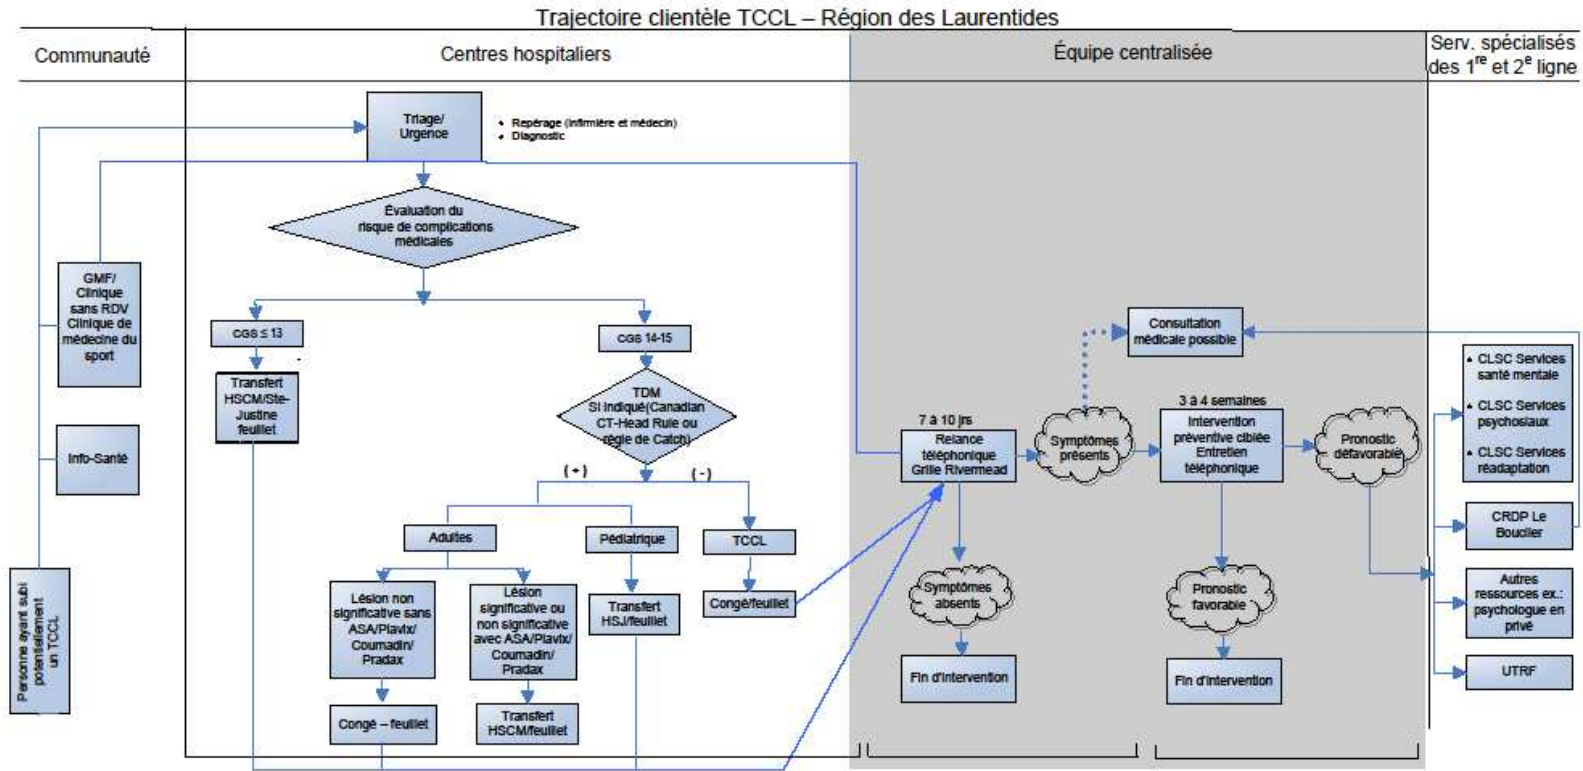 Trajectoire clientèle TCCL – Région des Laurentides
Communauté
Centres hospitaliers
Équipe centralisée
Serv. spécialisés
des 1re et 2e ligne
Triage/
Urgence
• Repérage (infirmière et médecin)
• Diagnostic
Évaluation du
risque de complications
médicales
GMF/
Clinique
sans RDV
Clinique de
médecine du
sport
Info-Santé
Personne ayant subi
potentiellement
un TCCL
CGS ≤ 13
Transfert
HSCM/Ste-
Justine
feuillet
CGS 14-15
TDM
Si indiqué(Canadian
CT-Head Rule ou
règle de Catch)
( + )
( - )
Adultes
Pédiatrique
TCCL
Lésion non
significative sans
ASA/Plavix/
Coumadin/
Pradax
Lésion
significative ou
non significative
avec ASA/Plavix/
Coumadin/
Pradax
Transfert
HSJ/feuillet
Congé/feuillet
Congé – feuillet
Transfert
HSCM/feuillet
7 à 10 jrs
Relance
téléphonique
Grille Rivermead
Symptômes
présents
Symptômes
absents
Fin d'intervention
Consultation
médicale possible
3 à 4 semaines
Intervention
préventive ciblée
Entretien
téléphonique
Pronostic
défavorable
Pronostic
favorable
Fin d'intervention
• CLSC Services
santé mentale
• CLSC Services
psychosiaux
• CLSC Services
réadaptation
CRDP Le
Bouclier
Autres
ressources ex.:
psychologue en
privé
UTRF